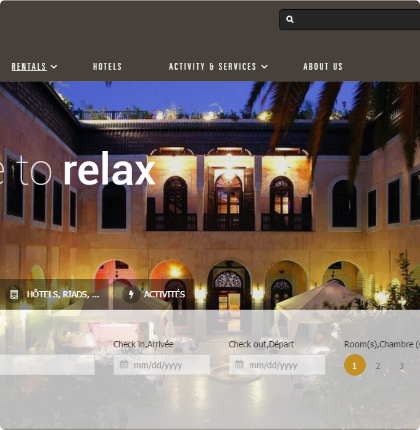 RENTALS HOTELS ACTIVITY & SERVICES ABOUT US
e to relax
HÔTELS, RIADS, ... ACTIVITÉS
Check In,Arrivée Check out,Départ Room(s),Chambre (s
mm/dd/yyyy mm/dd/yyyy 1 2 3